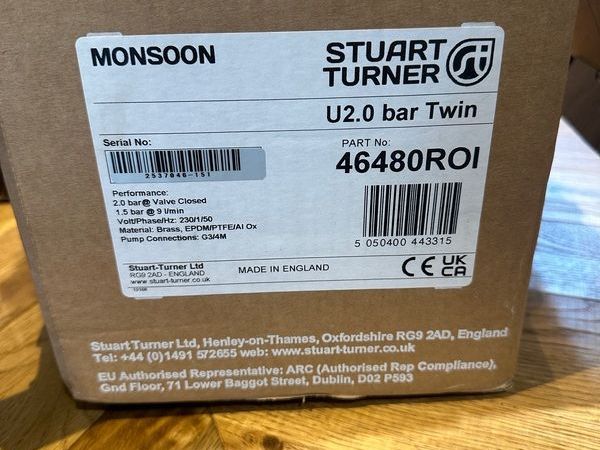 MONSOON
STUART
TURNER
U2.0 bar Twin
Serial No:
2537046-151
PART No:
46480ROI
5 050400 443315
Performance:
2.0 bar@ Valve Closed
1.5 bar @ 9 l/min
Volt/Phase/Hz: 230/1/50
Material: Brass, EPDM/PTFE/Al Ox
Pump Connections: G3/4M
Stuart-Turner Ltd
RG9 2AD - ENGLAND
www.stuart-turner.co.uk
MADE IN ENGLAND
CE UK
CA
Stuart Turner Ltd, Henley-on-Thames, Oxfordshire RG9 2AD, England
Tel: +44 (0)1491 572655 web: www.stuart-turner.co.uk
EU Authorised Representative: ARC (Authorised Rep Compliance),
Gnd Floor, 71 Lower Baggot Street, Dublin, D02 P593